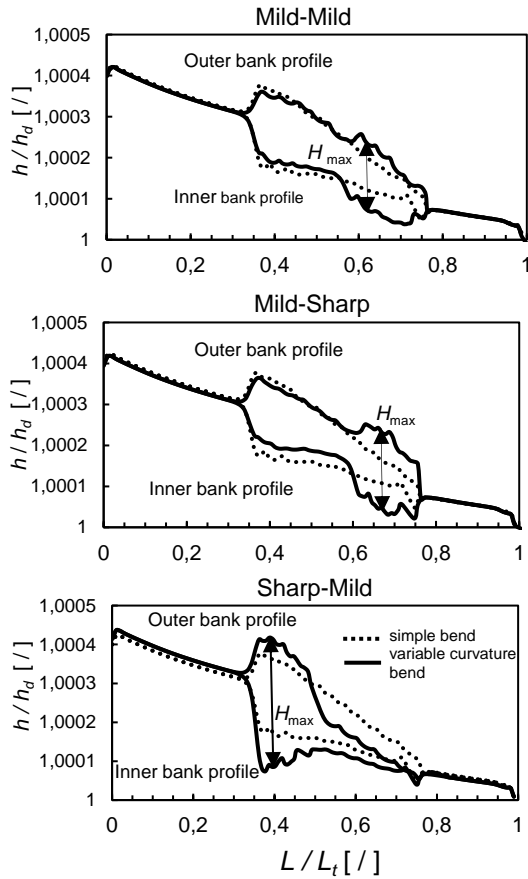 Mild-Mild
1,0005
1,0004
1,0003
1,0002
1,0001
1
h/h_d [ / ]
Outer bank profile
H_max
Inner bank profile
0 0,2 0,4 0,6 0,8 1
Mild-Sharp
1,0005
1,0004
1,0003
1,0002
1,0001
1
h/h_d [ / ]
Outer bank profile
H_max
Inner bank profile
0 0,2 0,4 0,6 0,8 1
Sharp-Mild
1,0005
1,0004
1,0003
1,0002
1,0001
1
h/h_d [ / ]
Outer bank profile
simple bend
variable curvature
bend
H_max
Inner bank profile
0 0,2 0,4 0,6 0,8 1
L / L_t [ / ]